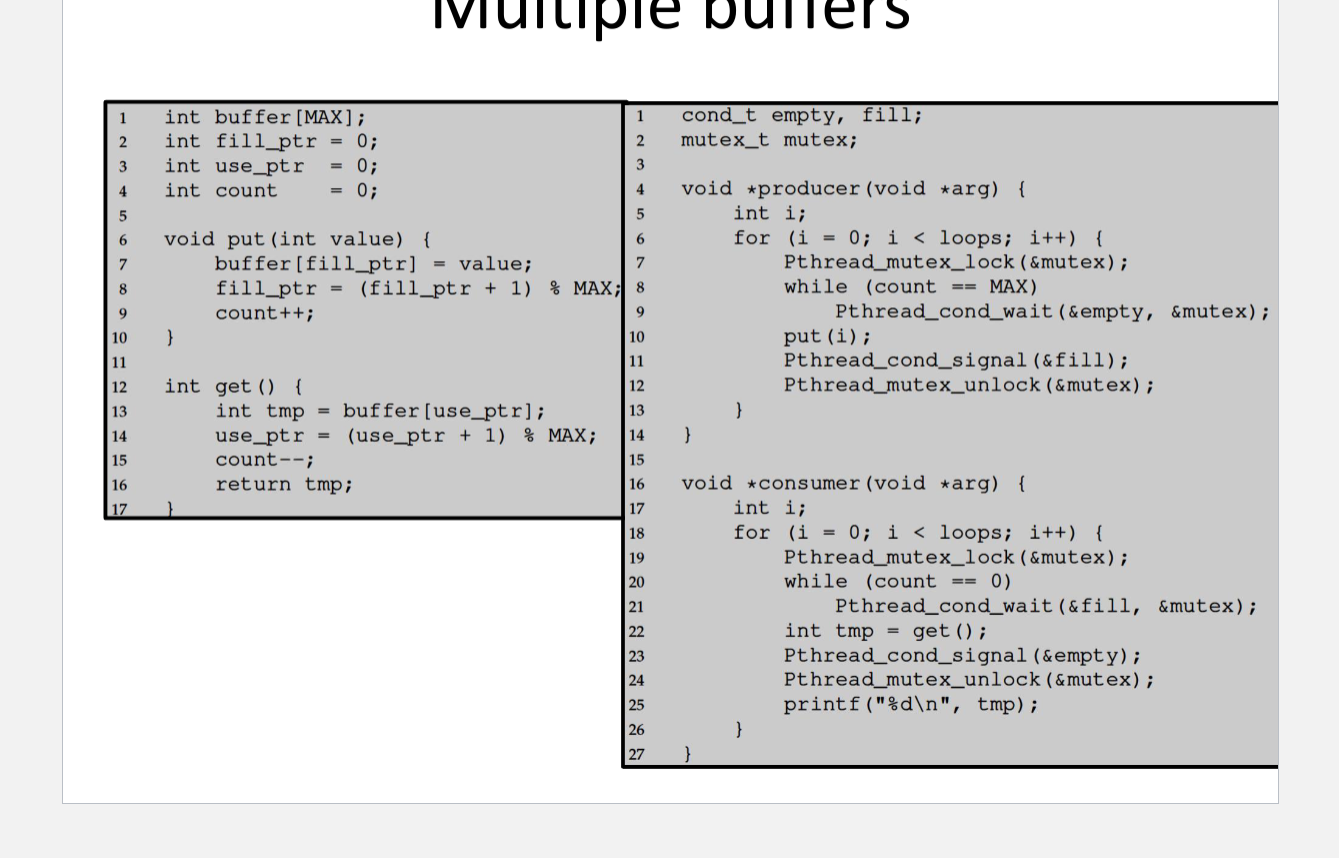 Multiple buffers
1 int buffer[MAX];
2 int fill_ptr = 0;
3 int use_ptr  = 0;
4 int count    = 0;
5
6 void put(int value) {
7     buffer[fill_ptr] = value;
8     fill_ptr = (fill_ptr + 1) % MAX;
9     count++;
10 }
11
12 int get() {
13     int tmp = buffer[use_ptr];
14     use_ptr = (use_ptr + 1) % MAX;
15     count--;
16     return tmp;
17 }
1 cond_t empty, fill;
2 mutex_t mutex;
3
4 void *producer(void *arg) {
5     int i;
6     for (i = 0; i < loops; i++) {
7         Pthread_mutex_lock(&mutex);
8         while (count == MAX)
9             Pthread_cond_wait(&empty, &mutex);
10         put(i);
11         Pthread_cond_signal(&fill);
12         Pthread_mutex_unlock(&mutex);
13     }
14 }
15
16 void *consumer(void *arg) {
17     int i;
18     for (i = 0; i < loops; i++) {
19         Pthread_mutex_lock(&mutex);
20         while (count == 0)
21             Pthread_cond_wait(&fill, &mutex);
22         int tmp = get();
23         Pthread_cond_signal(&empty);
24         Pthread_mutex_unlock(&mutex);
25         printf("%d\n", tmp);
26     }
27 }